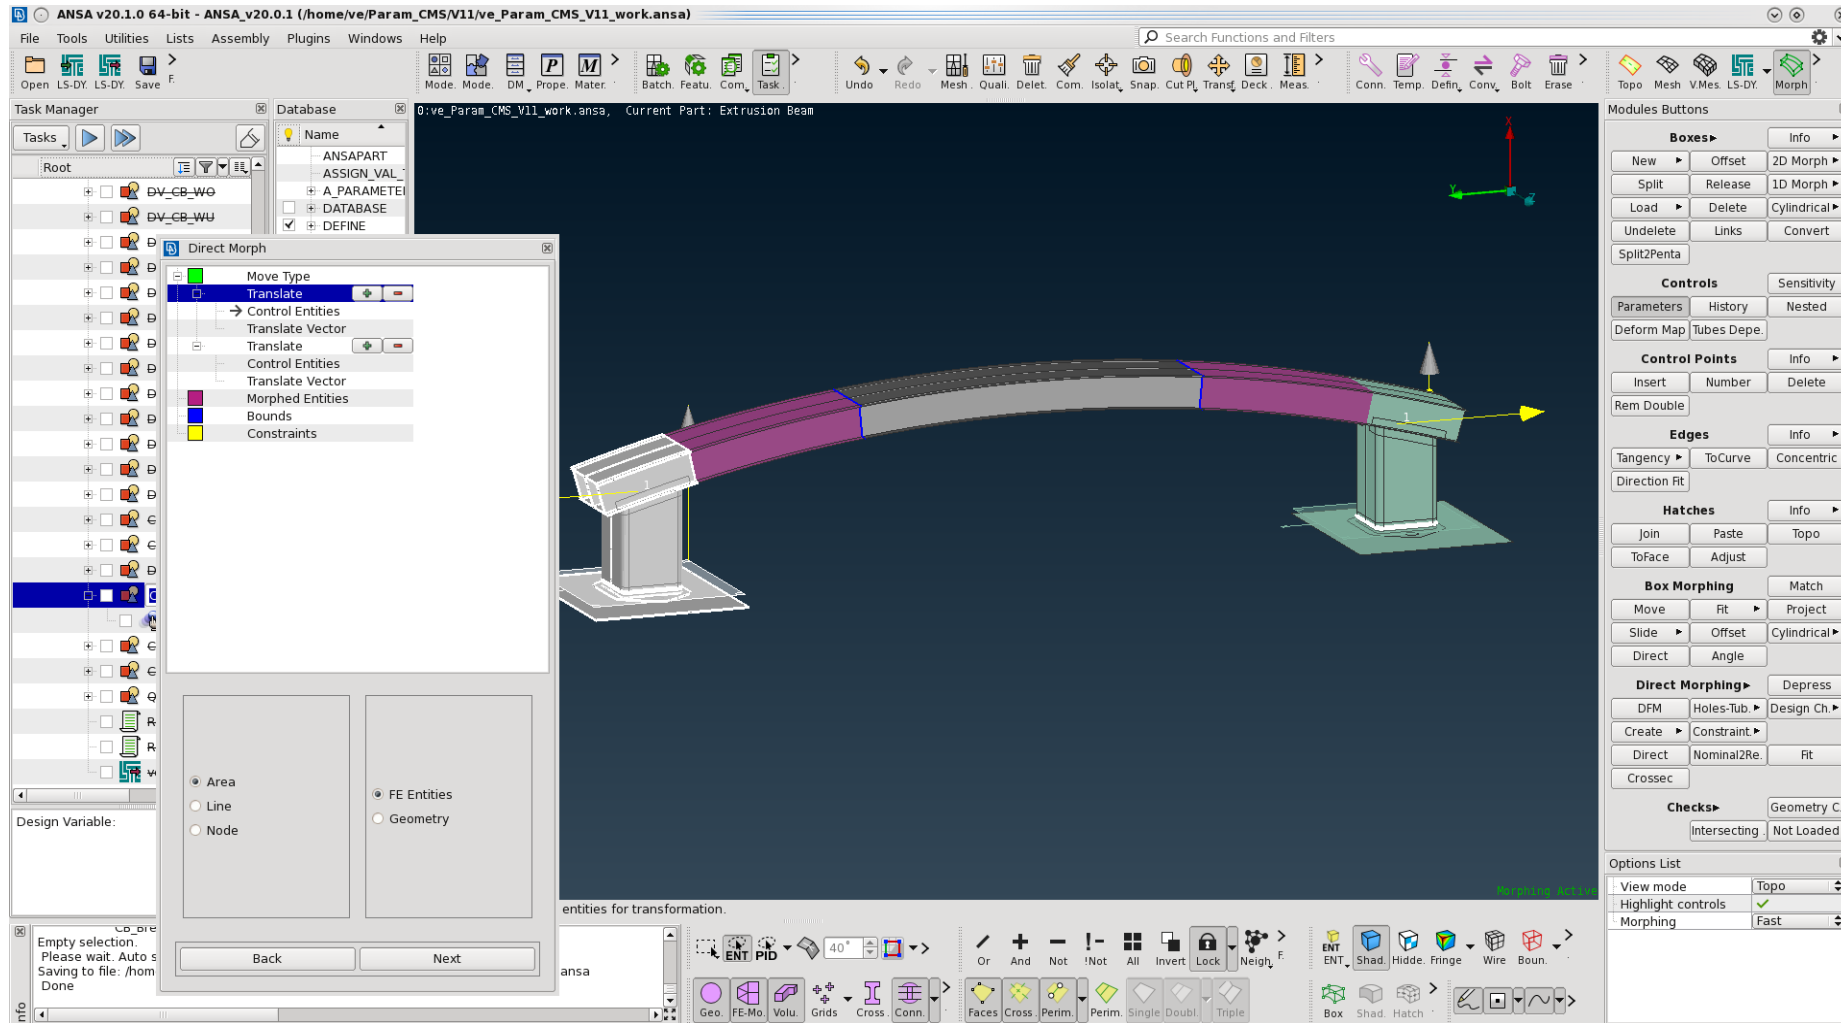 ANSA v20.1.0 64-bit - ANSA_v20.0.1 (/home/ve/Param_CMS/V11/ve_Param_CMS_V11_work.ansa)
File Tools Utilities Lists Assembly Plugins Windows Help
Search Functions and Filters
Open LS-DY. LS-DY. Save F.
Mode. Mode. DM Prope. Mater.
Batch. Featu. Com. Task.
Undo Redo Mesh. Quali. Delet. Com. Isolat. Snap. Cut Pl. Transf Deck. Meas.
Conn. Temp. Defin. Conv. Bolt Erase
Topo Mesh V.Mes. LS-DY. Morph
Task Manager
Tasks
Root
DV_CB_WO
DV_CB_WU
Database
Name
ANSAPART
ASSIGN_VAL_
A_PARAMETE
DATABASE
DEFINE
0:ve_Param_CMS_V11_work.ansa, Current Part: Extrusion Beam
X
Y
Z
1
1
Morphing Active
Direct Morph
Move Type
Translate
Control Entities
Translate Vector
Translate
Control Entities
Translate Vector
Morphed Entities
Bounds
Constraints
Area
Line
Node
FE Entities
Geometry
Back Next
Design Variable:
entities for transformation.
CB_Bre
Empty selection.
Please wait. Auto s
Saving to file: /hom
ansa
Done
nfo
ENT PID 40°
Or And Not !Not All Invert Lock Neigh. F.
ENT ENT. Shad. Hidde. Fringe Wire Boun.
Geo. FE-Mo. Volu. Grids Cross. Conn.
Faces Cross. Perim. Perim. Single Doubl. Triple
Box Shad. Hatch
Modules Buttons
Boxes Info
New Offset 2D Morph
Split Release 1D Morph
Load Delete Cylindrical
Undelete Links Convert
Split2Penta
Controls Sensitivity
Parameters History Nested
Deform Map Tubes Depe.
Control Points Info
Insert Number Delete
Rem Double
Edges Info
Tangency ToCurve Concentric
Direction Fit
Hatches Info
Join Paste Topo
ToFace Adjust
Box Morphing Match
Move Fit Project
Slide Offset Cylindrical
Direct Angle
Direct Morphing Depress
DFM Holes-Tub. Design Ch.
Create Constraint.
Direct Nominal2Re. Fit
Crossec
Checks Geometry C.
Intersecting . Not Loaded
Options List
View mode Topo
Highlight controls
Morphing Fast